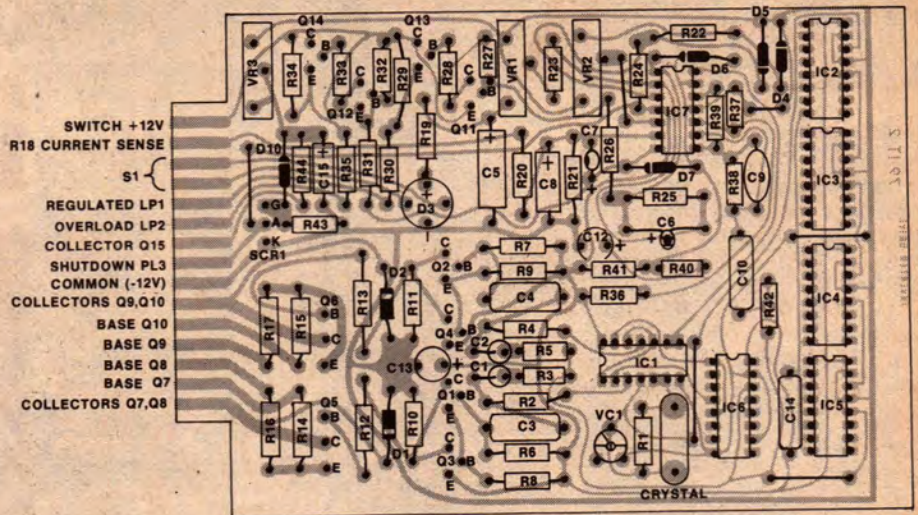 Q14 Q13 D5
C C R22
VR3 R34 B R33 R32 R29 B R28 R27 VR1 R23 VR2 R24 D6 IC2
E C E C E D4
Q12 B E B IC7 R39 R37
Q11
SWITCH +12V
R18 CURRENT SENSE
S1
REGULATED LP1
OVERLOAD LP2
COLLECTOR Q15
SHUTDOWN PL3
COMMON (-12V)
COLLECTORS Q9,Q10
BASE Q10
BASE Q9
BASE Q8
BASE Q7
COLLECTORS Q7,Q8
D10 R44 C15 R35 R31 R30 R19 C5 R20 C8 R21 C7 R26 D7 R38 C9 IC3
G R43 D3 R25
A C6
K C12
SCR1
C R7
Q2 B R41 R40 C10
E R9 R42 IC4
D2 R36
R17 R15 Q6 R13 R11 C4
B
C Q4 B R4
E E C2 R5 IC1
C13 C C1 R3 IC6 C14 IC5
Q1 B R2
R16 R14 Q5 R12 R10 E VC1 R1
B C3
C D1 C R6
E Q3 B
E R8 CRYSTAL
79 IT 2